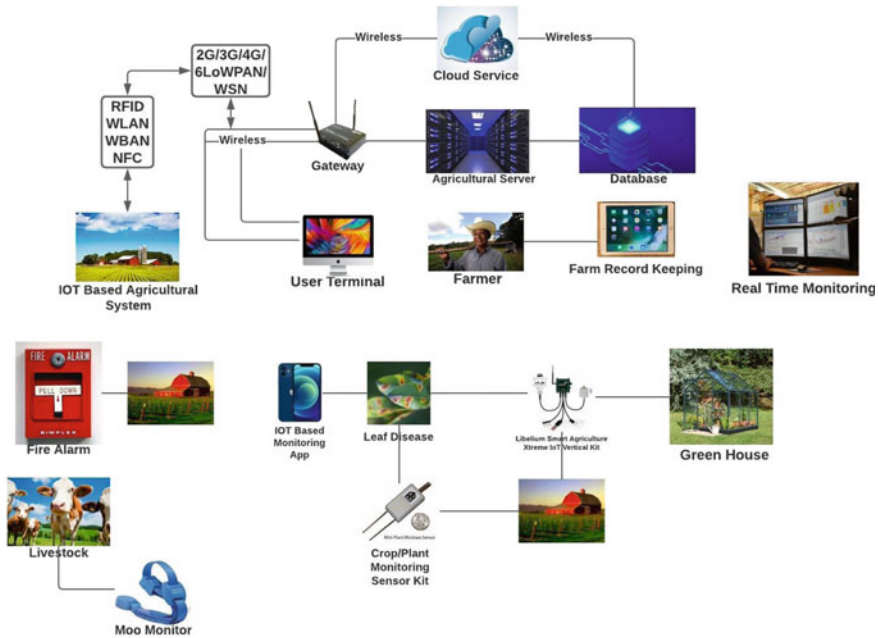 Wireless
Wireless
Cloud Service
2G/3G/4G/
6LoWPAN/
WSN
RFID
WLAN
WBAN
NFC
Wireless
Gateway
Agricultural Server
Database
IOT Based Agricultural
System
User Terminal
Farmer
Farm Record Keeping
Real Time Monitoring
FIRE ALARM
PULL DOWN
SIMPLEX
Fire Alarm
IOT Based
Monitoring
App
Leaf Disease
Libelium Smart Agriculture
Xtreme IoT Vertical Kit
Green House
Livestock
Crop/Plant
Monitoring
Sensor Kit
Moo Monitor